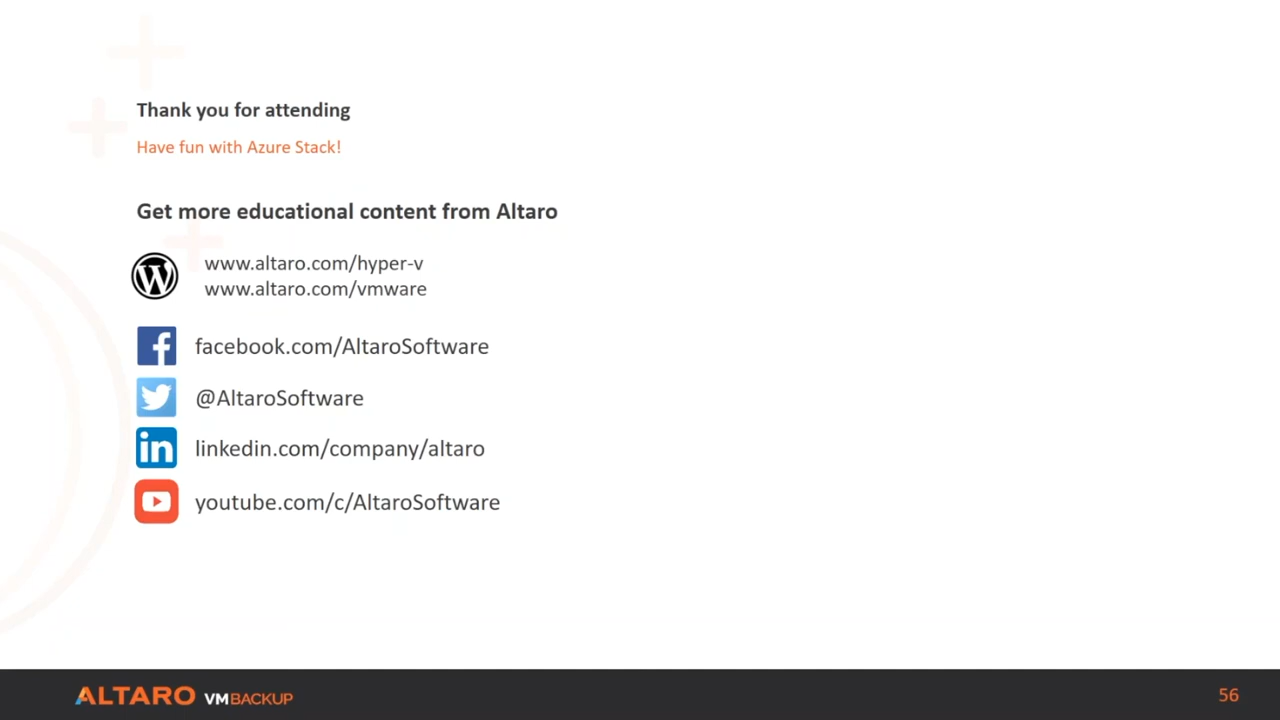 Thank you for attending
Have fun with Azure Stack!
Get more educational content from Altaro
www.altaro.com/hyper-v
www.altaro.com/vmware
facebook.com/AltaroSoftware
@AltaroSoftware
linkedin.com/company/altaro
youtube.com/c/AltaroSoftware
ALTARO VMBACKUP
56